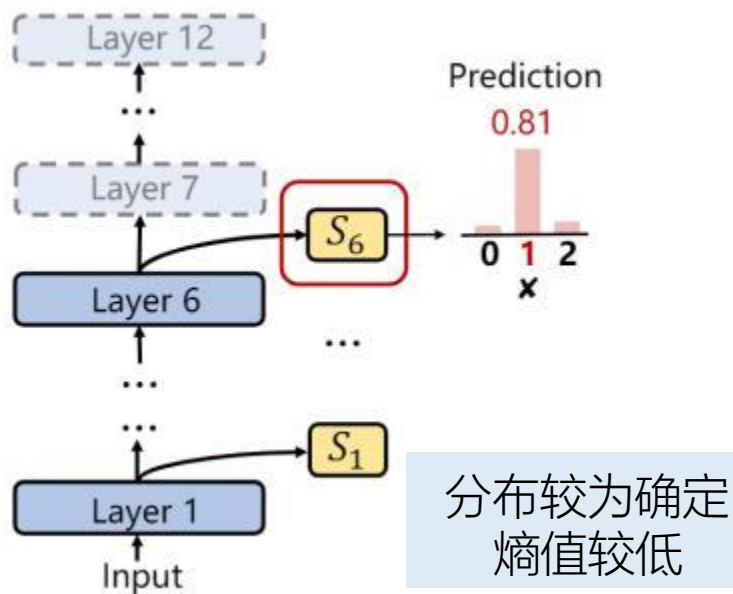 Layer 12
...
Layer 7
Prediction
0.81
S₆
0 1 2
✘
Layer 6
...
...
...
S₁
Layer 1
Input
分布较为确定
熵值较低